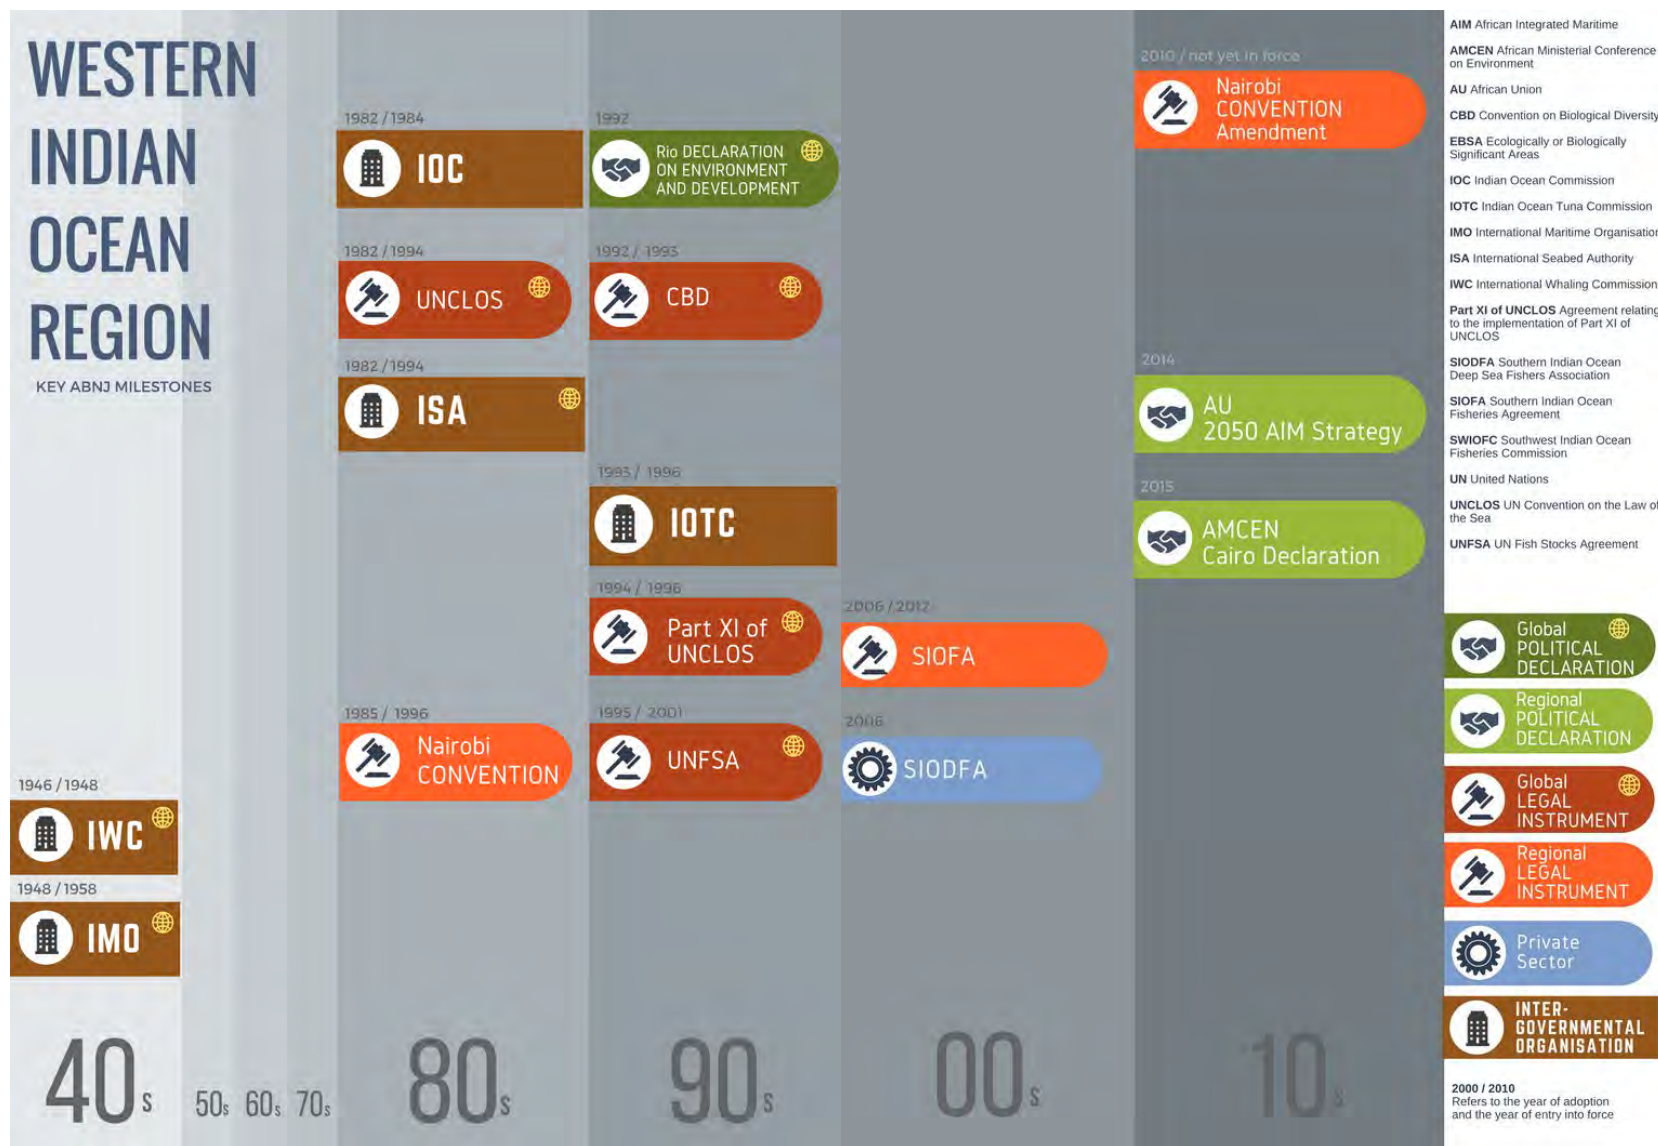 WESTERN
INDIAN
OCEAN
REGION
KEY ABNJ MILESTONES
1946 / 1948
IWC
1948 / 1958
IMO
40s
50s 60s 70s
1982 / 1984
IOC
1982 / 1994
UNCLOS
1982 / 1994
ISA
1985 / 1996
Nairobi
CONVENTION
80s
1992
Rio DECLARATION
ON ENVIRONMENT
AND DEVELOPMENT
1992 / 1993
CBD
1993 / 1996
IOTC
1994 / 1996
Part XI of
UNCLOS
1995 / 2001
UNFSA
90s
2006 / 2012
SIOFA
2006
SIODFA
00s
2010 / not yet in force
Nairobi
CONVENTION
Amendment
2014
AU
2050 AIM Strategy
2015
AMCEN
Cairo Declaration
10s
AIM African Integrated Maritime
AMCEN African Ministerial Conference
on Environment
AU African Union
CBD Convention on Biological Diversity
EBSA Ecologically or Biologically
Significant Areas
IOC Indian Ocean Commission
IOTC Indian Ocean Tuna Commission
IMO International Maritime Organisation
ISA International Seabed Authority
IWC International Whaling Commission
Part XI of UNCLOS Agreement relating
to the implementation of Part XI of
UNCLOS
SIODFA Southern Indian Ocean
Deep Sea Fishers Association
SIOFA Southern Indian Ocean
Fisheries Agreement
SWIOFC Southwest Indian Ocean
Fisheries Commission
UN United Nations
UNCLOS UN Convention on the Law of
the Sea
UNFSA UN Fish Stocks Agreement
Global
POLITICAL
DECLARATION
Regional
POLITICAL
DECLARATION
Global
LEGAL
INSTRUMENT
Regional
LEGAL
INSTRUMENT
Private
Sector
INTER-
GOVERNMENTAL
ORGANISATION
2000 / 2010
Refers to the year of adoption
and the year of entry into force